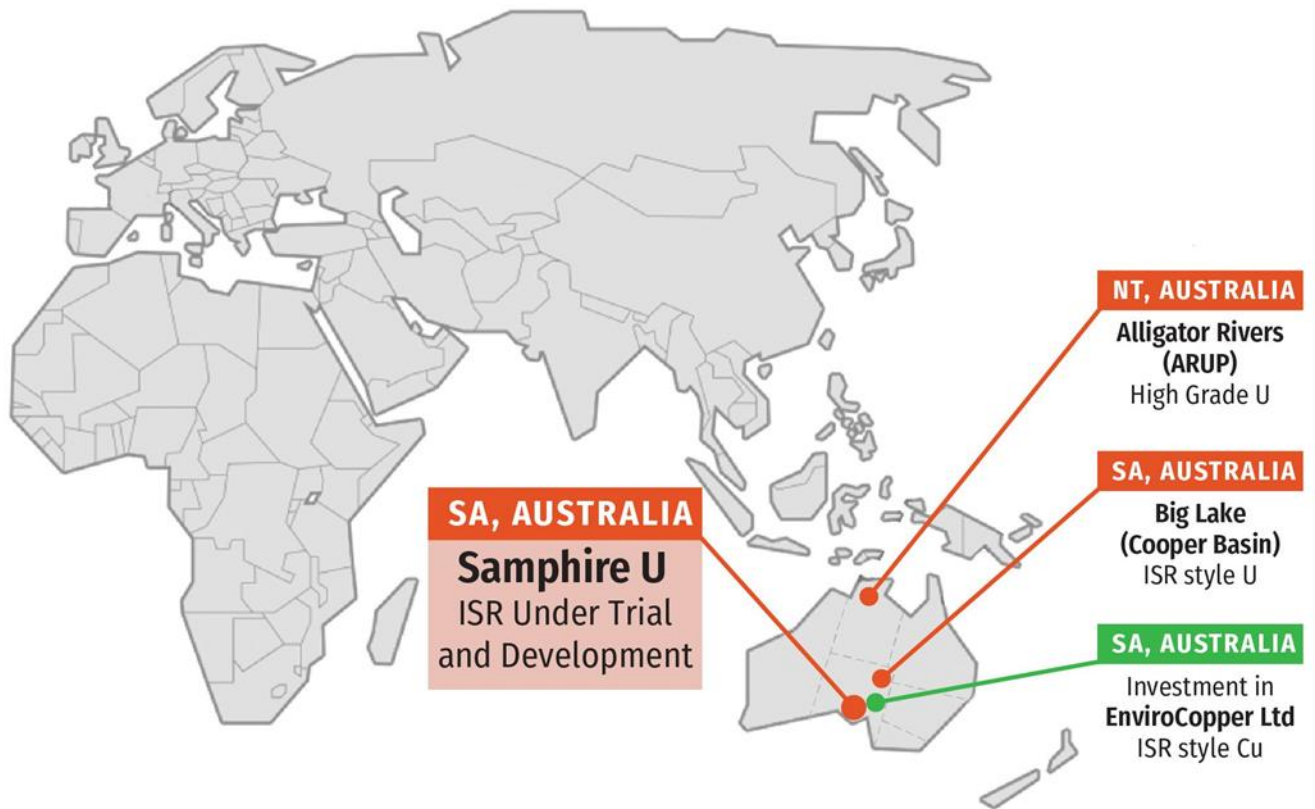 NT, AUSTRALIA
Alligator Rivers
(ARUP)
High Grade U
SA, AUSTRALIA
Big Lake
(Cooper Basin)
ISR style U
SA, AUSTRALIA
Samphire U
ISR Under Trial
and Development
SA, AUSTRALIA
Investment in
EnviroCopper Ltd
ISR style Cu